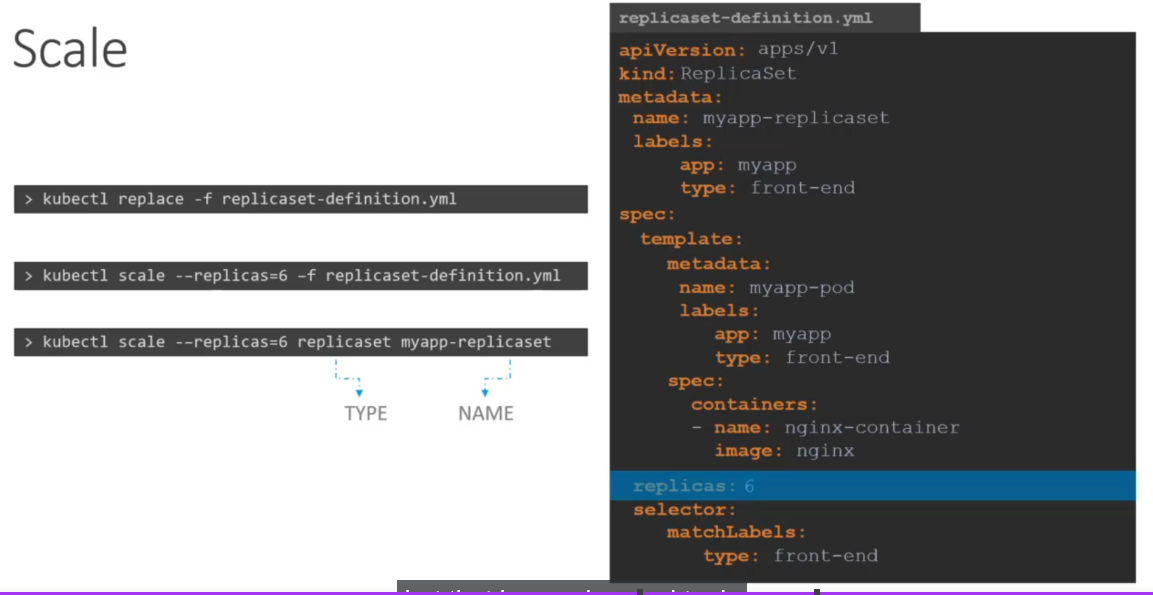 Scale
> kubectl replace -f replicaset-definition.yml
> kubectl scale --replicas=6 -f replicaset-definition.yml
> kubectl scale --replicas=6 replicaset myapp-replicaset
TYPE NAME
replicaset-definition.yml
apiVersion: apps/v1
kind: ReplicaSet
metadata:
name: myapp-replicaset
labels:
app: myapp
type: front-end
spec:
template:
metadata:
name: myapp-pod
labels:
app: myapp
type: front-end
spec:
containers:
- name: nginx-container
image: nginx
replicas: 6
selector:
matchLabels:
type: front-end